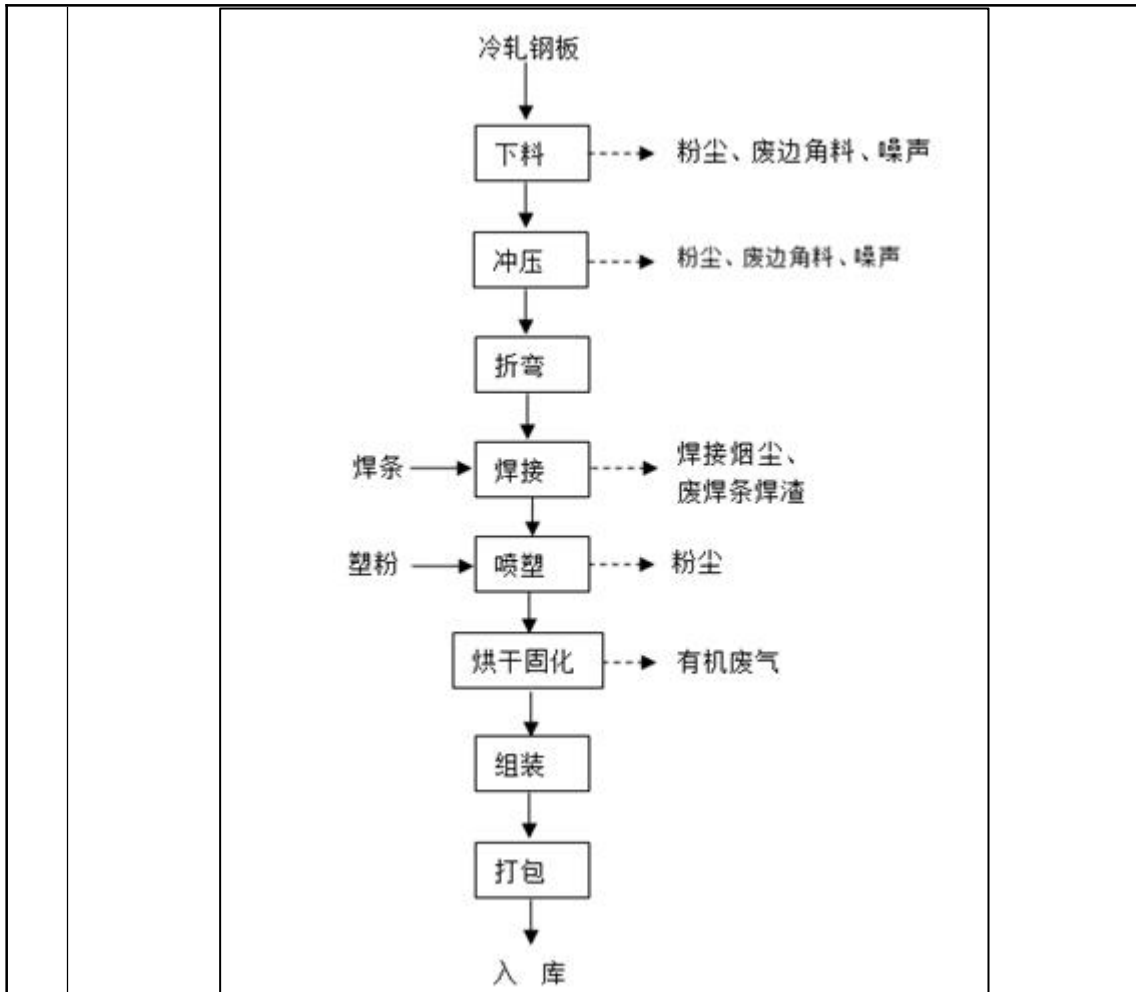 冷轧钢板
下料
粉尘、废边角料、噪声
冲压
粉尘、废边角料、噪声
折弯
焊条
焊接
焊接烟尘、
废焊条焊渣
塑粉
喷塑
粉尘
烘干固化
有机废气
组装
打包
入 库